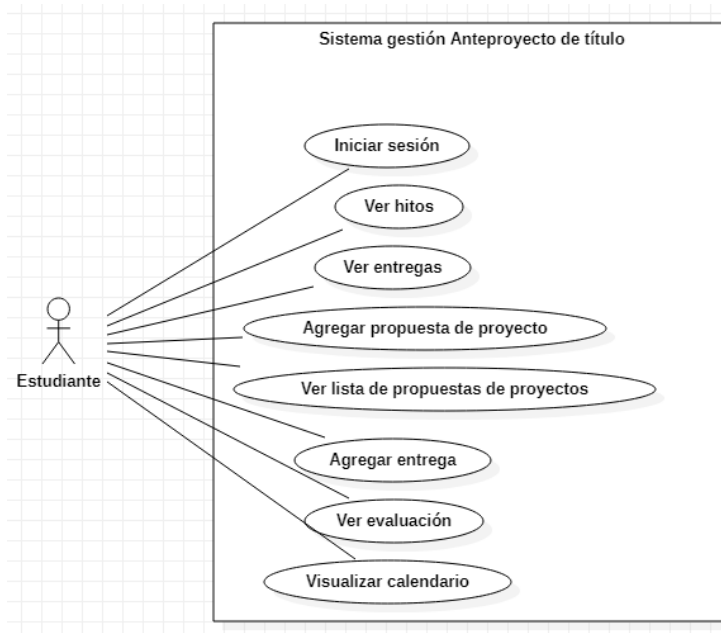 Sistema gestión Anteproyecto de título
Iniciar sesión
Ver hitos
Ver entregas
Agregar propuesta de proyecto
Ver lista de propuestas de proyectos
Estudiante
Agregar entrega
Ver evaluación
Visualizar calendario